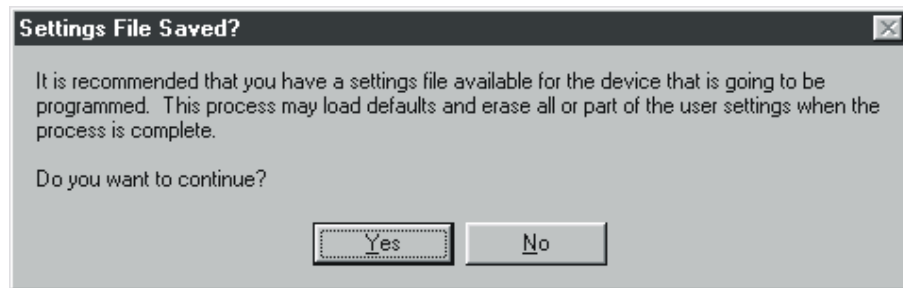 Settings File Saved?
It is recommended that you have a settings file available for the device that is going to be
programmed.  This process may load defaults and erase all or part of the user settings when the
process is complete.
Do you want to continue?
Yes
No